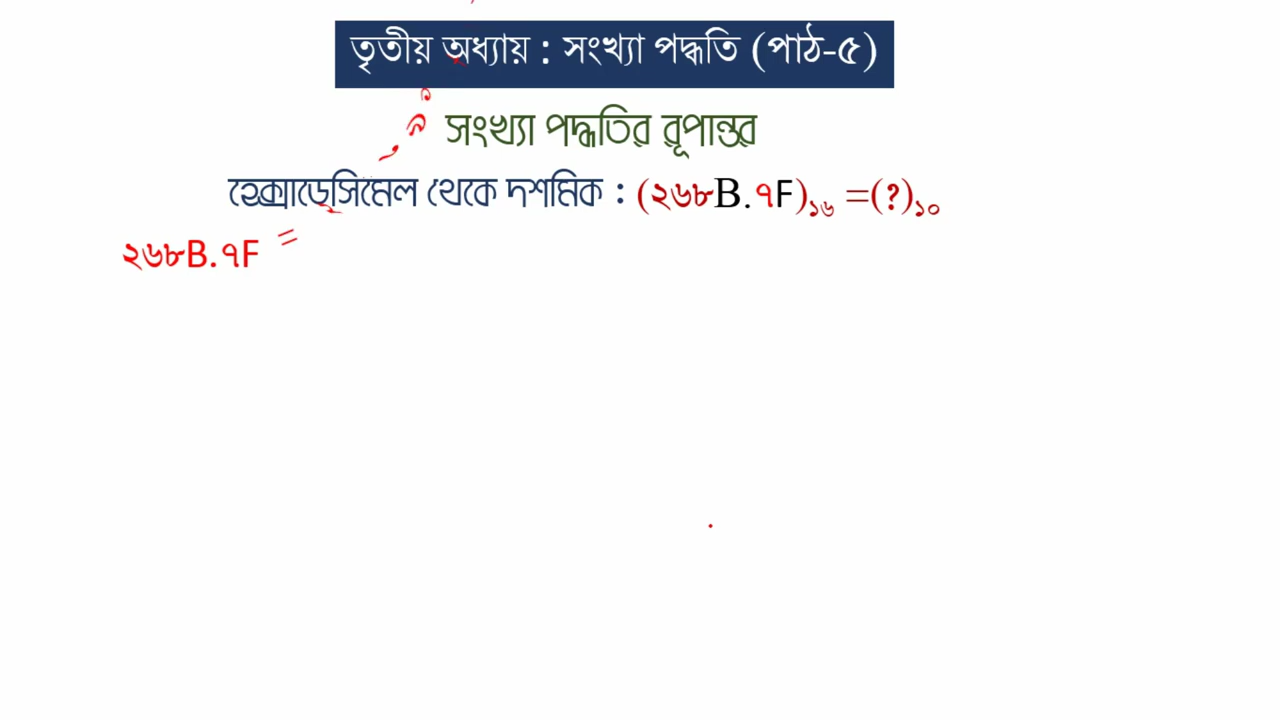 তৃতীয় অধ্যায় : সংখ্যা পদ্ধতি (পাঠ-৫)
সংখ্যা পদ্ধতির রূপান্তর
হেক্সাডেসিমেল থেকে দশমিক : (২৬৮B.৭F)১৬ =(?)১০
২৬৮B.৭F =